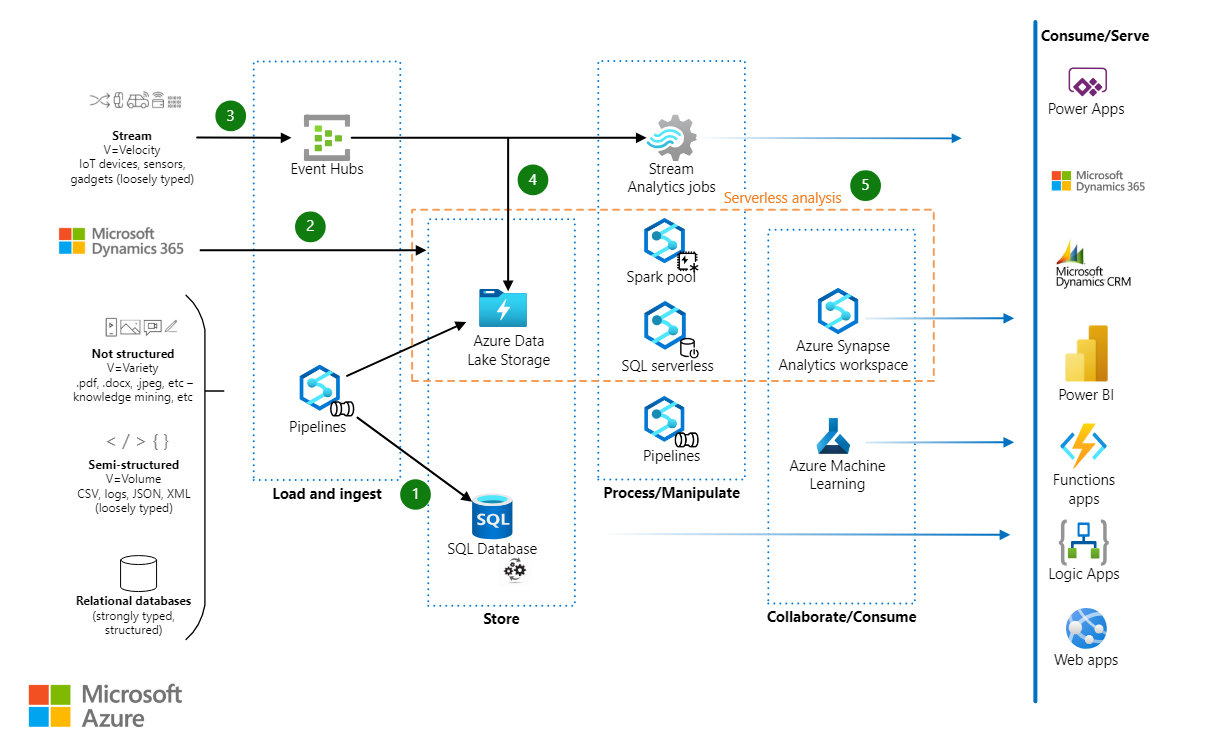 Consume/Serve
Power Apps
Microsoft
Dynamics 365
Microsoft
Dynamics CRM
Power BI
Functions
apps
Logic Apps
Web apps
3
Stream
V=Velocity
IoT devices, sensors,
gadgets (loosely typed)
Event Hubs
Stream
Analytics jobs
4
5
Serverless analysis
2
Microsoft
Dynamics 365
Spark pool
Azure Data
Lake Storage
SQL serverless
Azure Synapse
Analytics workspace
Not structured
V=Variety
.pdf, .docx, .jpeg, etc –
knowledge mining, etc
Pipelines
Pipelines
Azure Machine
Learning
< / > { }
Semi-structured
V=Volume
CSV, logs, JSON, XML
(loosely typed)
Load and ingest
1
Process/Manipulate
SQL
SQL Database
Relational databases
(strongly typed,
structured)
Store
Collaborate/Consume
Microsoft
Azure